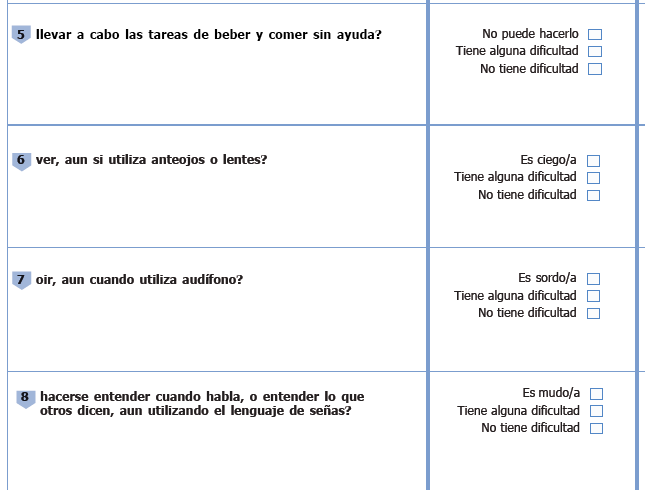 5 llevar a cabo las tareas de beber y comer sin ayuda?
No puede hacerlo
Tiene alguna dificultad
No tiene dificultad
6 ver, aun si utiliza anteojos o lentes?
Es ciego/a
Tiene alguna dificultad
No tiene dificultad
7 oir, aun cuando utiliza audífono?
Es sordo/a
Tiene alguna dificultad
No tiene dificultad
8 hacerse entender cuando habla, o entender lo que
otros dicen, aun utilizando el lenguaje de señas?
Es mudo/a
Tiene alguna dificultad
No tiene dificultad